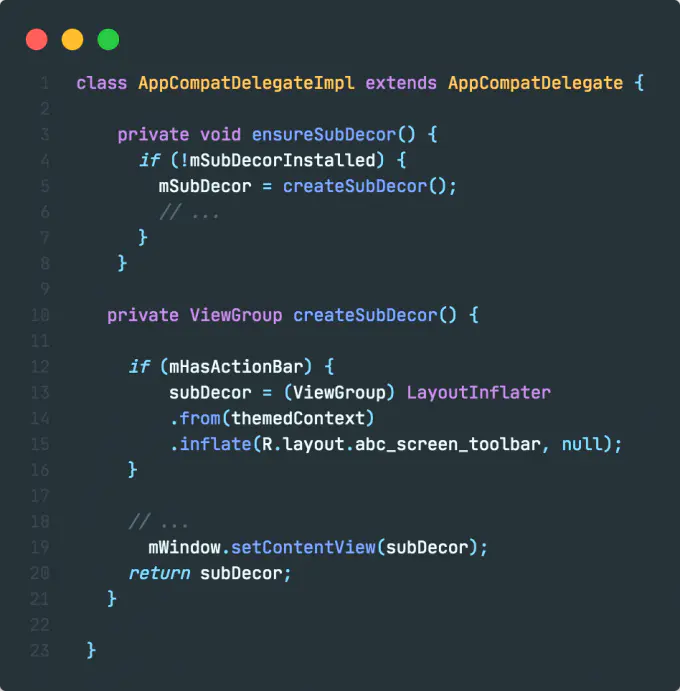 1 class AppCompatDelegateImpl extends AppCompatDelegate {
2
3 private void ensureSubDecor() {
4 if (!mSubDecorInstalled) {
5 mSubDecor = createSubDecor();
6 // ...
7 }
8 }
9
10 private ViewGroup createSubDecor() {
11
12 if (mHasActionBar) {
13 subDecor = (ViewGroup) LayoutInflater
14 .from(themedContext)
15 .inflate(R.layout.abc_screen_toolbar, null);
16 }
17
18 // ...
19 mWindow.setContentView(subDecor);
20 return subDecor;
21 }
22
23 }